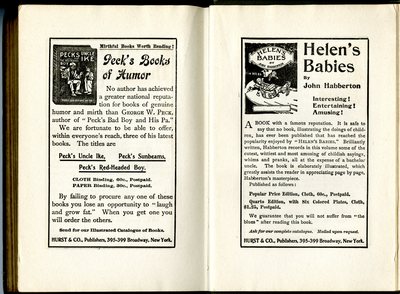 Mirthful Books Worth Reading!
PECK'S UNCLE IKE
Peck's Books
of Humor
No author has achieved
a greater national reputa-
tion for books of genuine
humor and mirth than GEORGE W. PECK,
author of "Peck's Bad Boy and His Pa."
We are fortunate to be able to offer,
within everyone's reach, three of his latest
books. The titles are
Peck's Uncle Ike, Peck's Sunbeams,
Peck's Red-Headed Boy,
CLOTH Binding, 60c., Postpaid.
PAPER Binding, 30c., Postpaid.
By failing to procure any one of these
books you lose an opportunity to "laugh
and grow fat." When you get one you
will order the others.
Send for our Illustrated Catalogue of Books.
HURST & CO., Publishers, 395-399 Broadway, New York.
HELEN'S
BABIES
BY
JOHN HABBERTON
Helen's
Babies
By
John Habberton
Interesting!
Entertaining!
Amusing!
A BOOK with a famous reputation. It is safe to
say that no book, illustrating the doings of child-
ren, has ever been published that has reached the
popularity enjoyed by "HELEN'S BABIES." Brilliantly
written, Habberton records in this volume some of the
cutest, wittiest and most amusing of childish sayings,
whims and pranks, all at the expense of a bachelor
uncle. The book is elaborately illustrated, which
greatly assists the reader in appreciating page by page,
Habberton's masterpiece.
Published as follows:
Popular Price Edition, Cloth, 60c., Postpaid.
Quarto Edition, with Six Colored Plates, Cloth,
$1.25, Postpaid.
We guarantee that you will not suffer from "the
blues" after reading this book.
Ask for our complete catalogue. Mailed upon request.
HURST & CO., Publishers, 395-399 Broadway, New York.